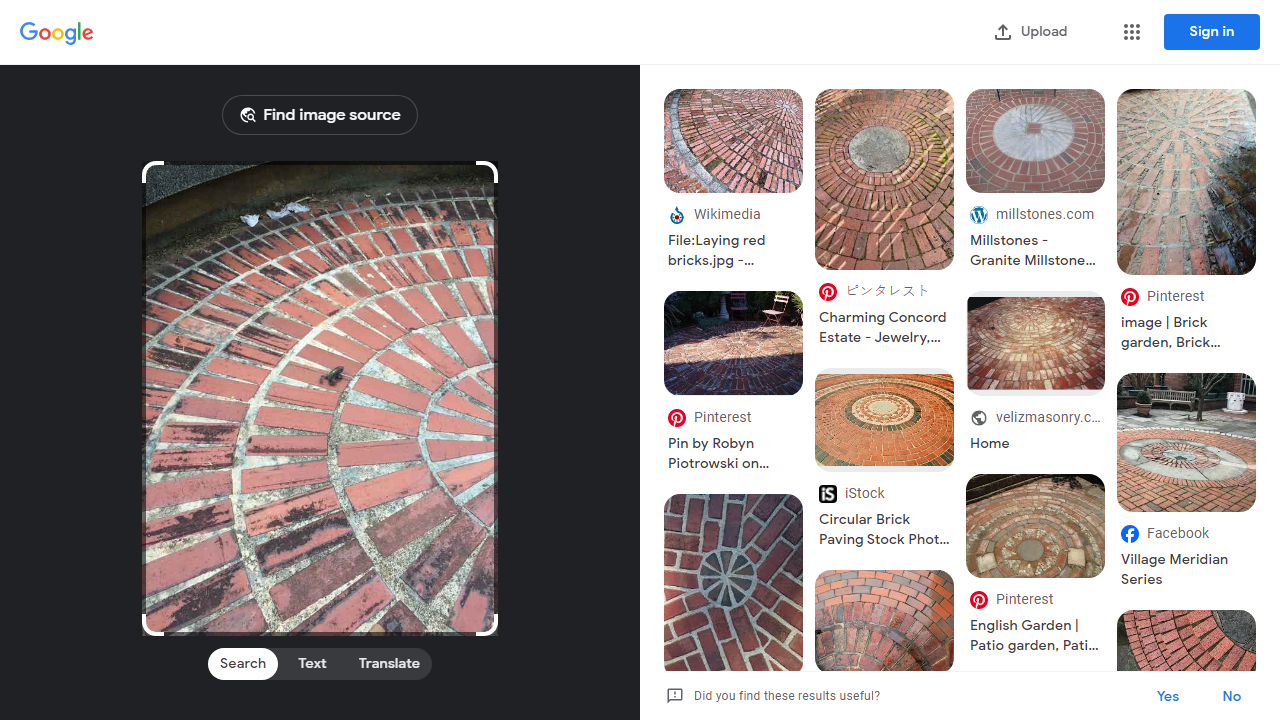 Google
Upload
Sign in
Find image source
Search
Text
Translate
Wikimedia
File:Laying red
bricks.jpg -...
Pinterest
Pin by Robyn
Piotrowski on...
ピンタレスト
Charming Concord
Estate - Jewelry,...
iS
iStock
Circular Brick
Paving Stock Phot...
millstones.com
Millstones -
Granite Millstone...
velizmasonry.c...
Home
Pinterest
English Garden |
Patio garden, Pati...
Pinterest
image | Brick
garden, Brick...
Facebook
Village Meridian
Series
Did you find these results useful?
Yes
No